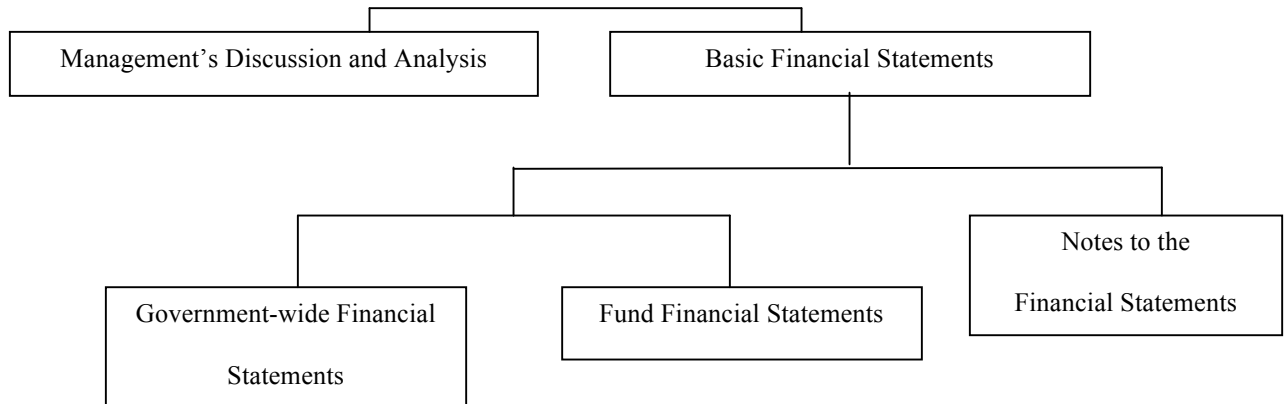 Management’s Discussion and Analysis
Basic Financial Statements
Notes to the
Financial Statements
Government-wide Financial
Statements
Fund Financial Statements